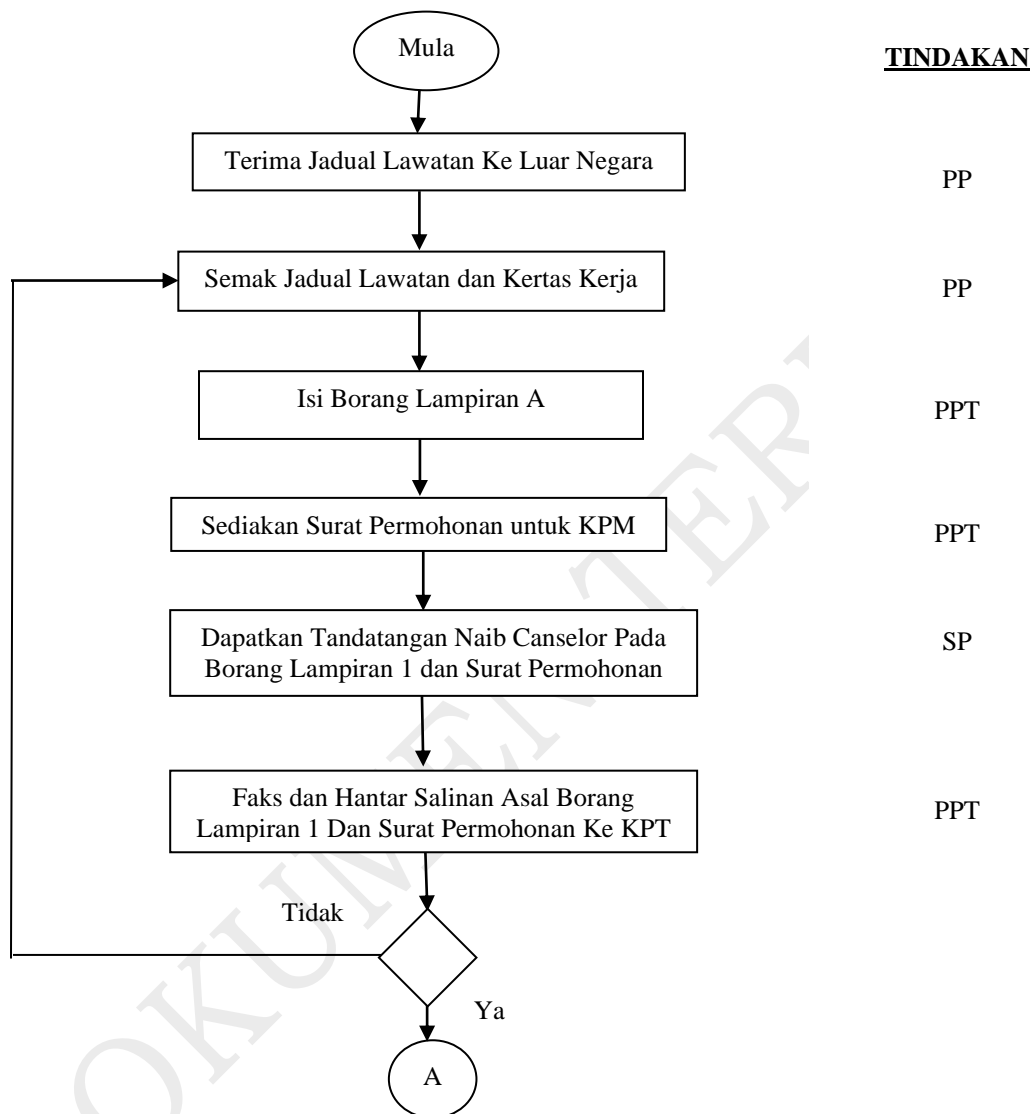 Mula
TINDAKAN
Terima Jadual Lawatan Ke Luar Negara
PP
Semak Jadual Lawatan dan Kertas Kerja
PP
Isi Borang Lampiran A
PPT
Sediakan Surat Permohonan untuk KPM
PPT
Dapatkan Tandatangan Naib Canselor Pada
Borang Lampiran 1 dan Surat Permohonan
SP
Faks dan Hantar Salinan Asal Borang
Lampiran 1 Dan Surat Permohonan Ke KPT
PPT
Tidak
Ya
A
OKUMEN TER